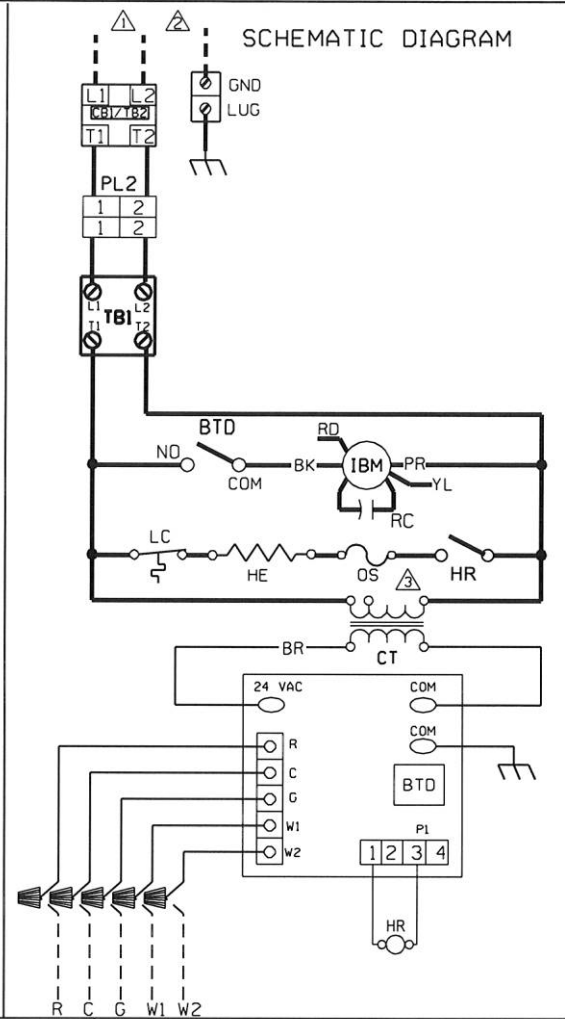 1 2 SCHEMATIC DIAGRAM
L1 L2
CB1/TB2
T1 T2
GND
LUG
PL2
1 2
1 2
L1 L2
TB1
T1 T2
BTD
NO
COM
BK
RD
IBM
PR
YL
RC
LC
HE
OS
3
HR
BR
CT
24 VAC
COM
COM
R
C
G
W1
W2
BTD
P1
1 2 3 4
HR
R C G W1 W2